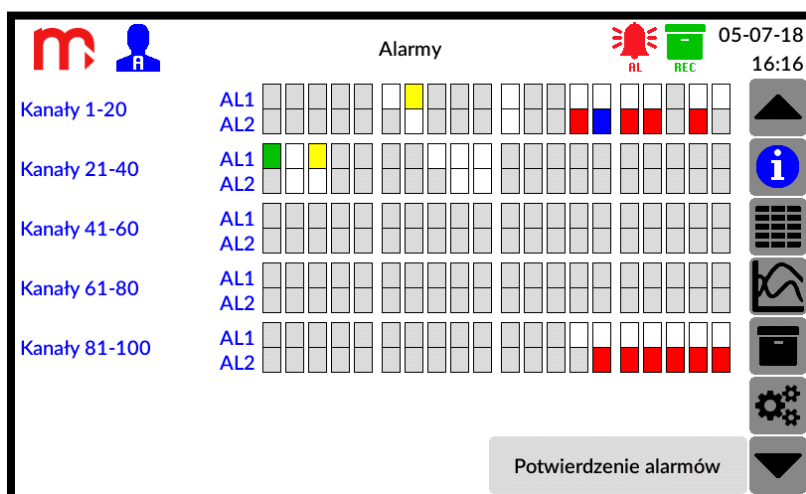 Alarmy
A
AL
REC
05-07-18
16:16
Kanały 1-20
AL1
AL2
Kanały 21-40
AL1
AL2
Kanały 41-60
AL1
AL2
Kanały 61-80
AL1
AL2
Kanały 81-100
AL1
AL2
i
Potwierdzenie alarmów